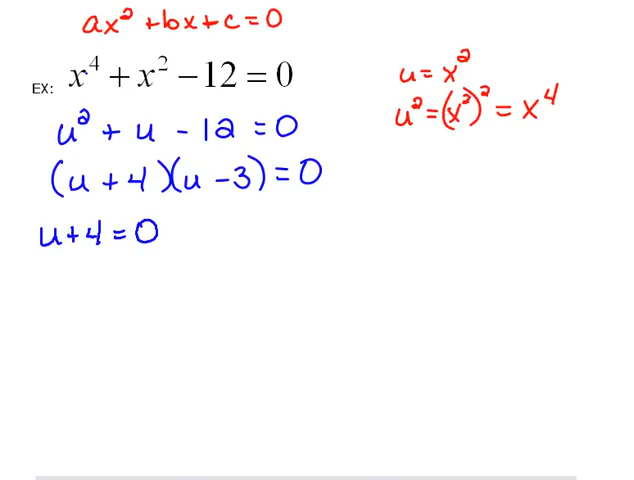 ax² + bx + c = 0
EX: x⁴ + x² − 12 = 0
u = x²
u² = (x²)² = x⁴
u² + u − 12 = 0
(u + 4)(u − 3) = 0
u + 4 = 0